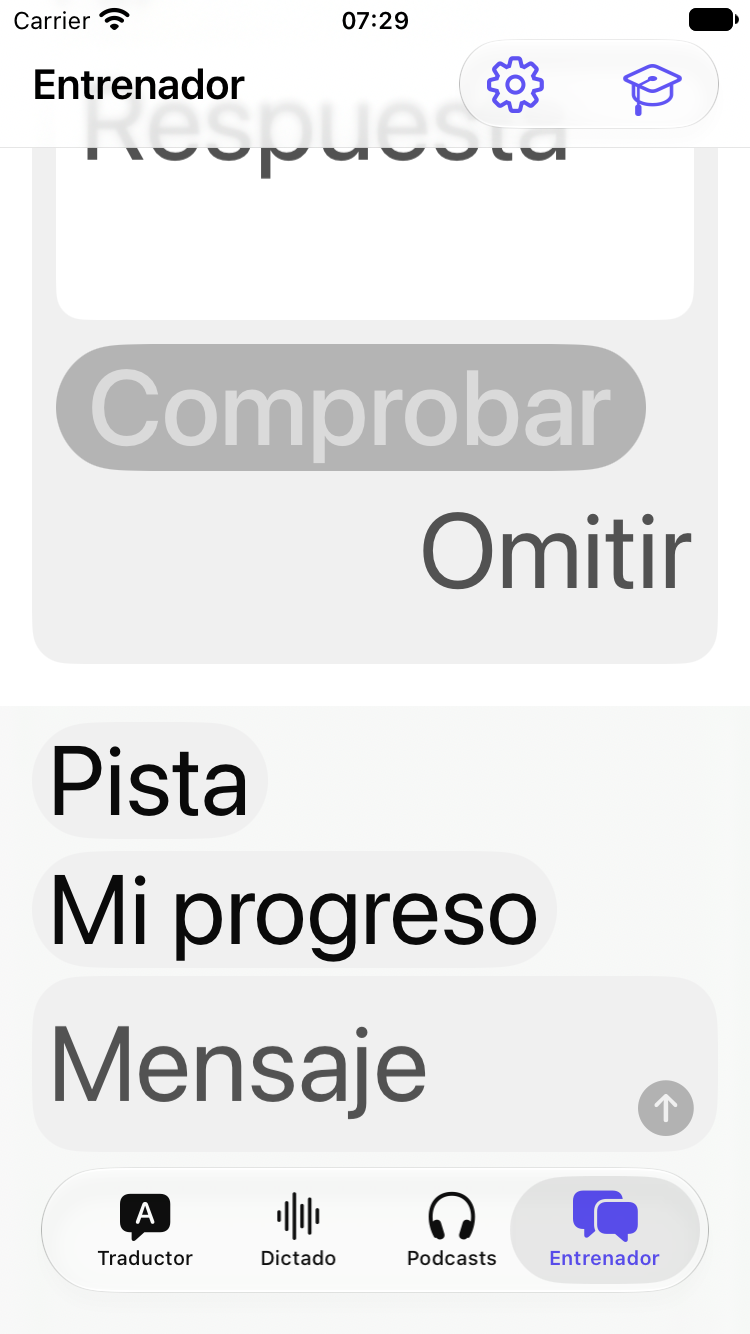 Carrier
07:29
Entrenador
Respuesta
Comprobar
Omitir
Pista
Mi progreso
Mensaje
Traductor
Dictado
Podcasts
Entrenador